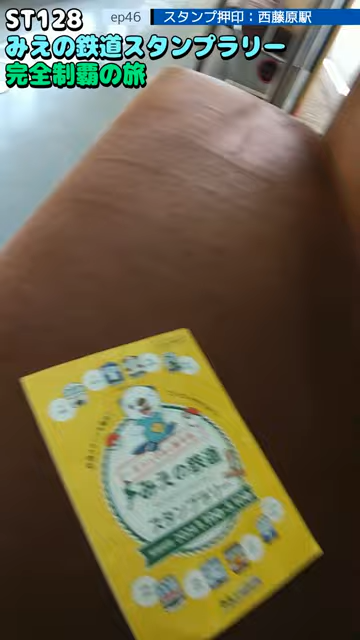 ST128
ep46
スタンプ押印：西藤原駅
みえの鉄道スタンプラリー
完全制覇の旅
みえの鉄道
スタンプラリー